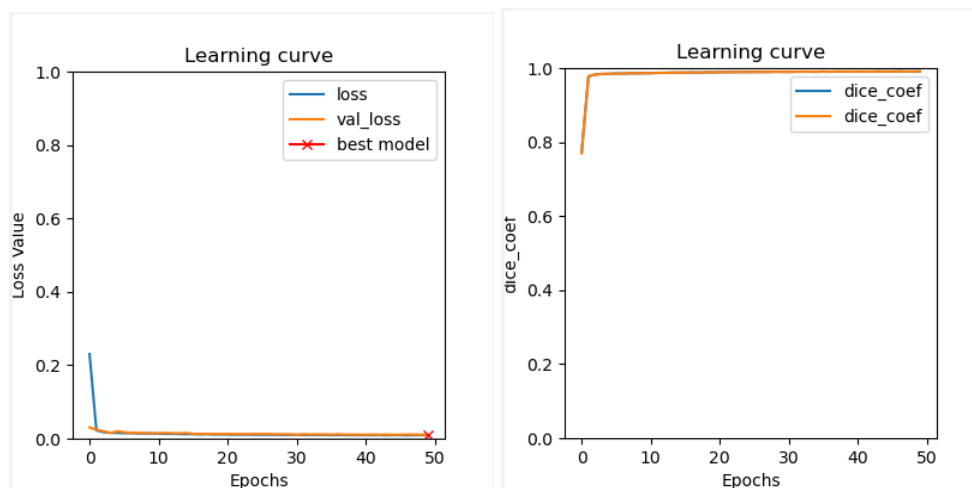 Learning curve
1.0
0.8
0.6
0.4
0.2
0.0
Loss Value
loss
val_loss
best model
0 10 20 30 40 50
Epochs
Learning curve
1.0
0.8
0.6
0.4
0.2
0.0
dice_coef
dice_coef
dice_coef
0 10 20 30 40 50
Epochs